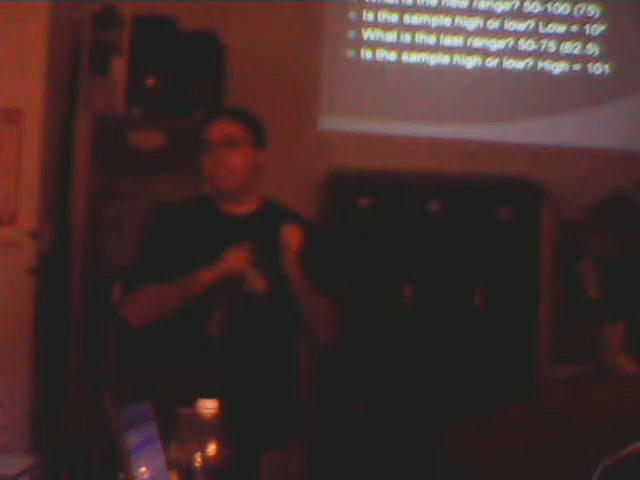 What is the new range? 50-100 (75)
Is the sample high or low? Low = 10
What is the last range? 50-75 (62.5)
Is the sample high or low? High = 101